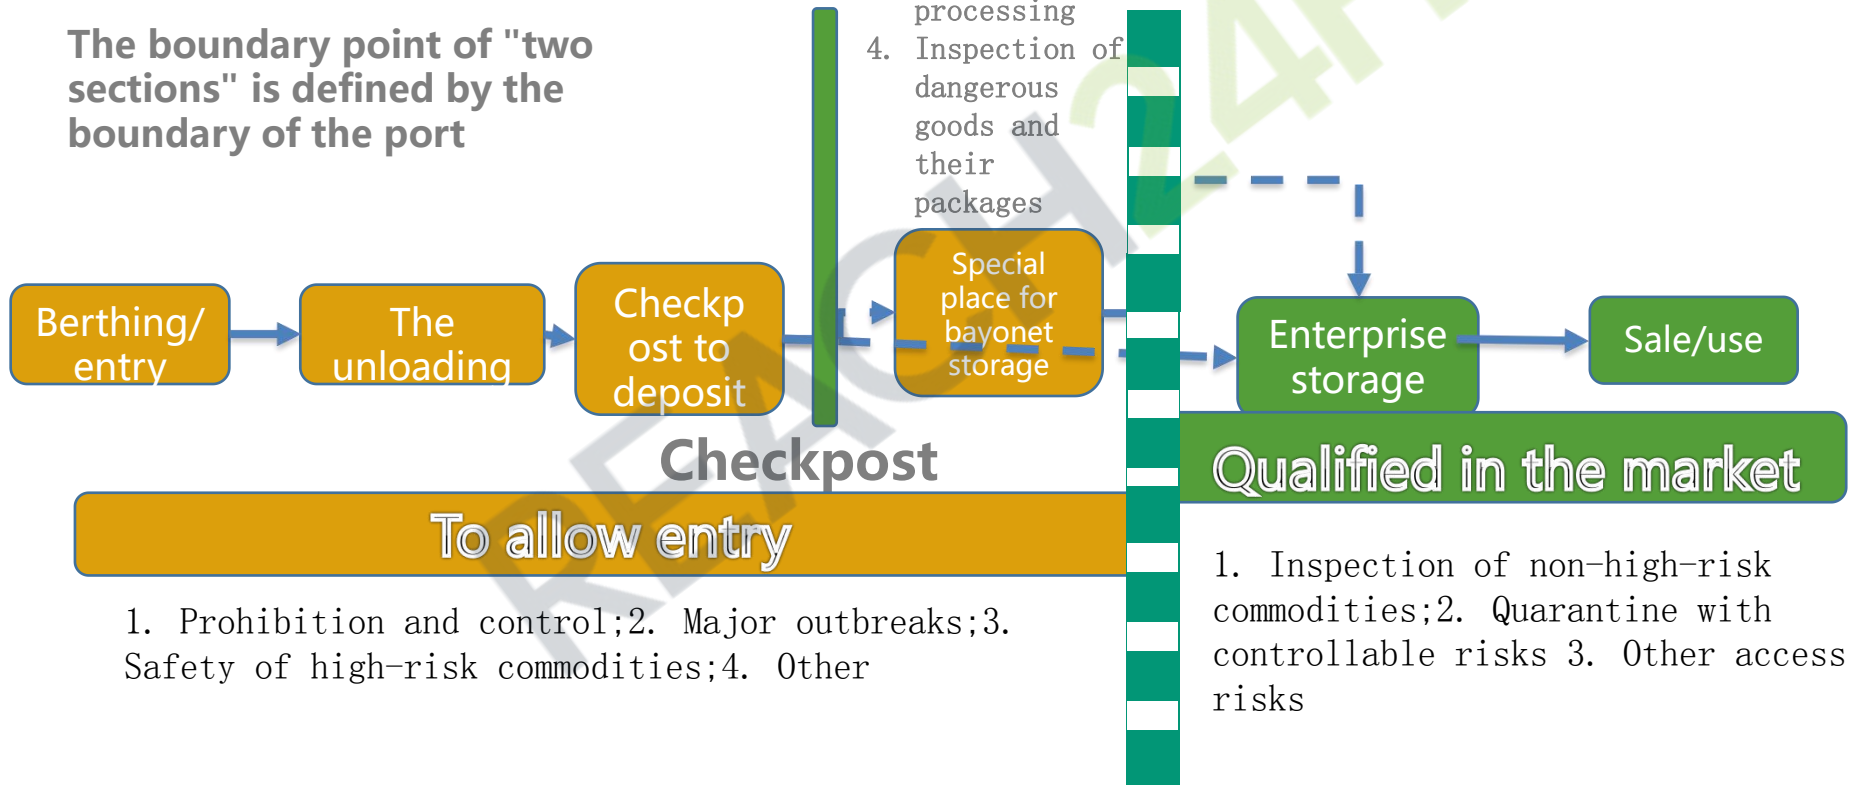 The boundary point of "two
sections" is defined by the
boundary of the port
processing
4. Inspection of
dangerous
goods and
their
packages
Berthing/
entry
The
unloading
Checkp
ost to
deposit
Special
place for
bayonet
storage
Enterprise
storage
Sale/use
Checkpost
To allow entry
Qualified in the market
1. Prohibition and control;2. Major outbreaks;3.
Safety of high-risk commodities;4. Other
1. Inspection of non-high-risk
commodities;2. Quarantine with
controllable risks 3. Other access
risks
REACH24H